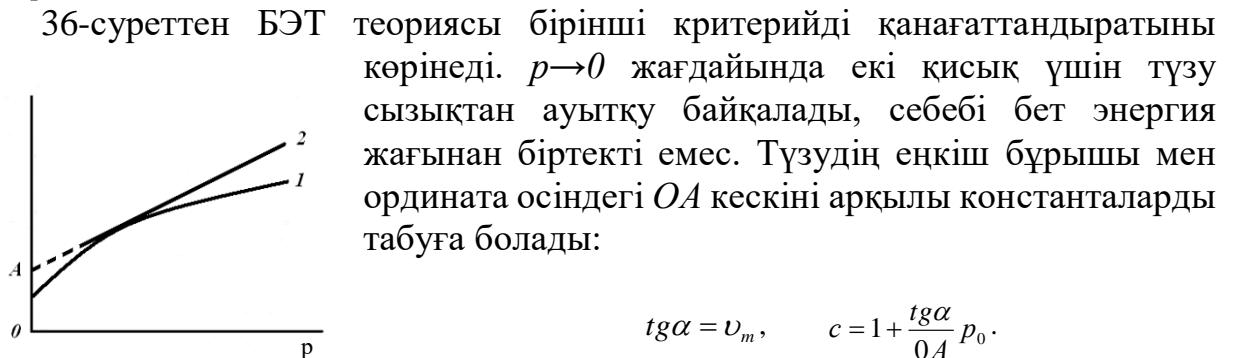 36-суреттен БЭТ теориясы бірінші критерийді қанағаттандыратыны
көрінеді. p→0 жағдайында екі қисық үшін түзу
сызықтан ауытқу байқалады, себебі бет энергия
жағынан біртекті емес. Түзудің еңкіш бұрышы мен
ордината осіндегі OA кескіні арқылы константаларды
табуға болады:
2
1
A
0
p
tgα = υ_m, c = 1 + tgα/0A p_0.